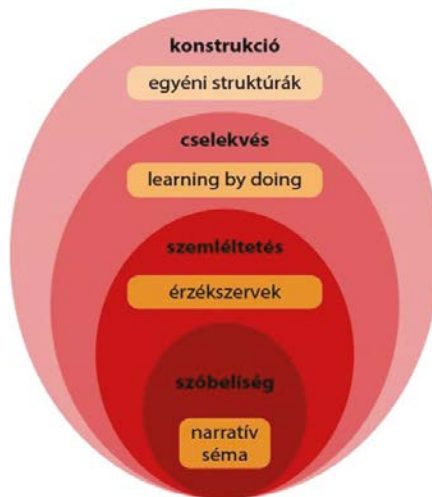 konstrukció
egyéni struktúrák
cselekvés
learning by doing
szemléltetés
érzékszervek
szóbeliség
narratív
séma